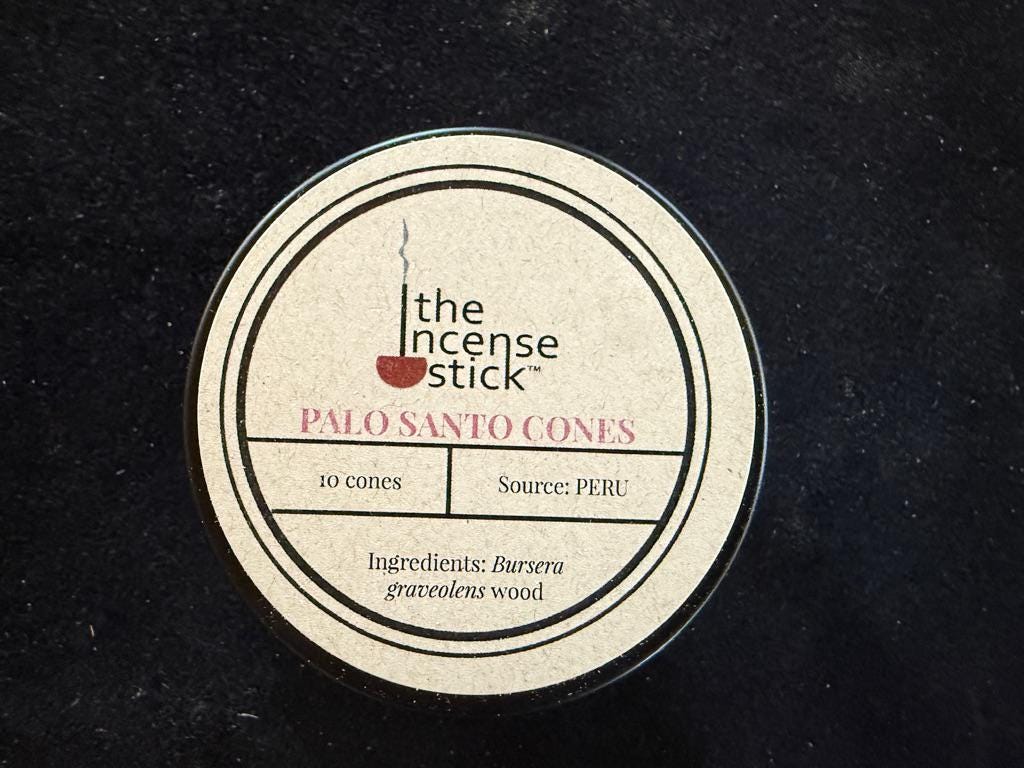 the
incense
stick™
PALO SANTO CONES
10 cones
Source: PERU
Ingredients: Bursera
graveolens wood